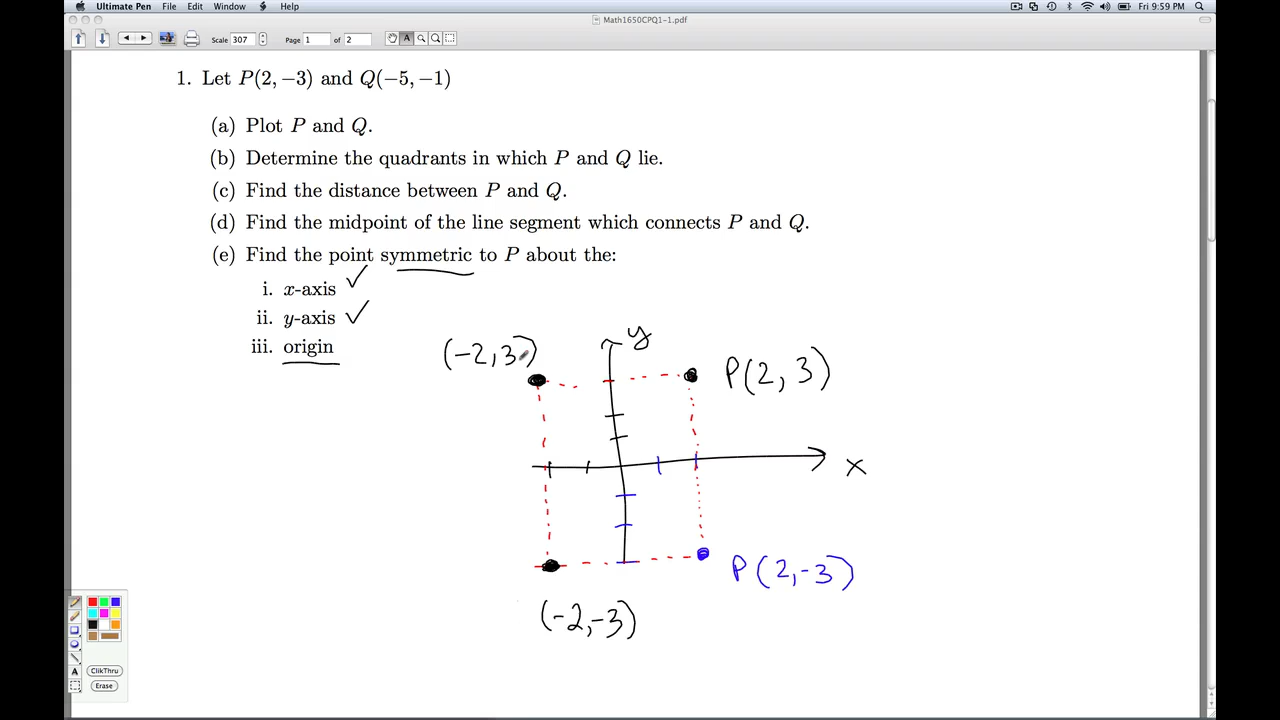 Ultimate Pen File Edit Window Help Fri 9:59 PM
Math1650CPQ1-1.pdf
Scale 307 Page 1 of 2
1. Let P(2, −3) and Q(−5, −1)
(a) Plot P and Q.
(b) Determine the quadrants in which P and Q lie.
(c) Find the distance between P and Q.
(d) Find the midpoint of the line segment which connects P and Q.
(e) Find the point symmetric to P about the:
i. x-axis ✓
ii. y-axis ✓
iii. origin
y
(-2,3)
P(2, 3)
x
P(2,-3)
(-2,-3)
A
ClikThru
Erase